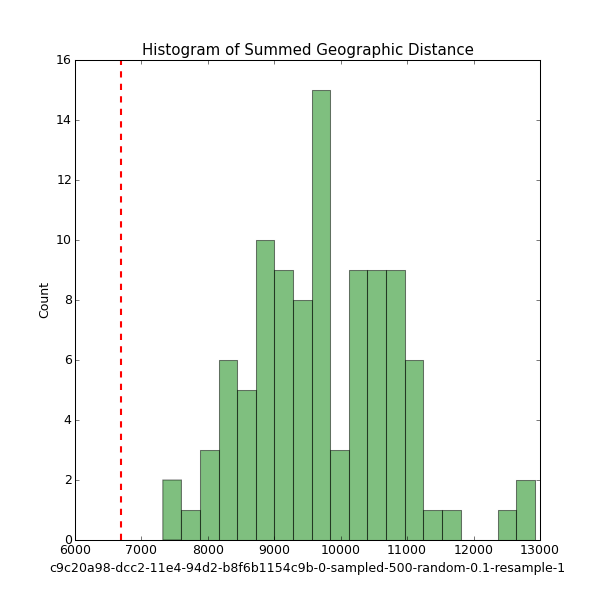 Histogram of Summed Geographic Distance
16
14
12
10
8
6
4
2
0
Count
6000 7000 8000 9000 10000 11000 12000 13000
c9c20a98-dcc2-11e4-94d2-b8f6b1154c9b-0-sampled-500-random-0.1-resample-1